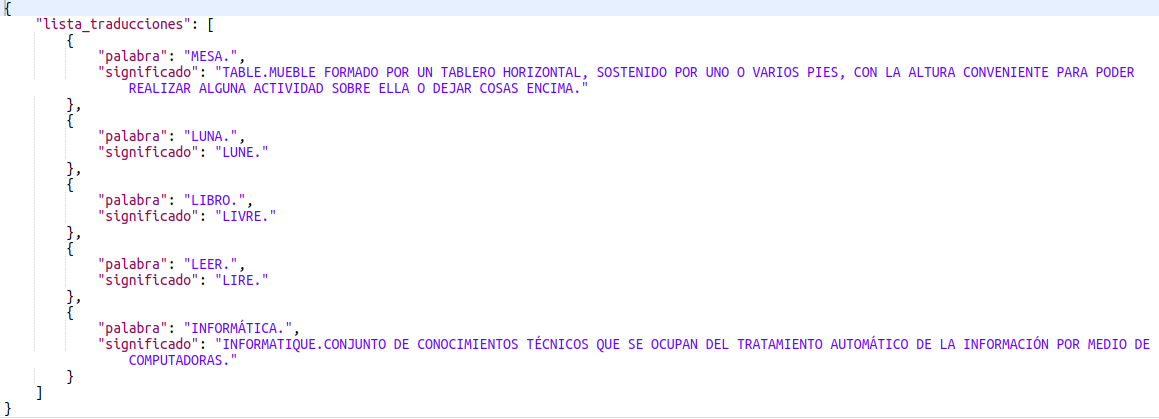 {
    "lista_traducciones": [
        {
            "palabra": "MESA.",
            "significado": "TABLE.MUEBLE FORMADO POR UN TABLERO HORIZONTAL, SOSTENIDO POR UNO O VARIOS PIES, CON LA ALTURA CONVENIENTE PARA PODER
                REALIZAR ALGUNA ACTIVIDAD SOBRE ELLA O DEJAR COSAS ENCIMA."
        },
        {
            "palabra": "LUNA.",
            "significado": "LUNE."
        },
        {
            "palabra": "LIBRO.",
            "significado": "LIVRE."
        },
        {
            "palabra": "LEER.",
            "significado": "LIRE."
        },
        {
            "palabra": "INFORMÁTICA.",
            "significado": "INFORMATIQUE.CONJUNTO DE CONOCIMIENTOS TÉCNICOS QUE SE OCUPAN DEL TRATAMIENTO AUTOMÁTICO DE LA INFORMACIÓN POR MEDIO DE
                COMPUTADORAS."
        }
    ]
}